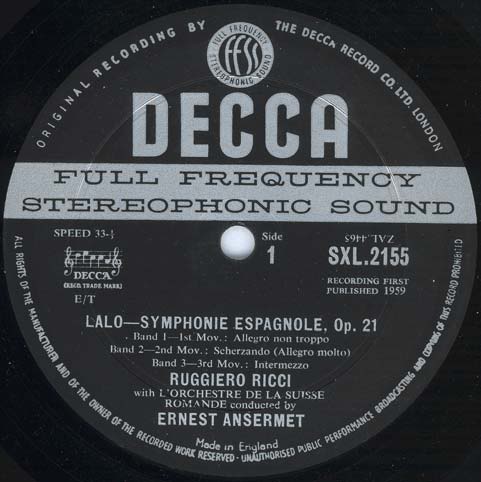 ORIGINAL RECORDING BY THE DECCA RECORD CO. LTD. LONDON
FULL FREQUENCY
ffss
STEREOPHONIC SOUND
DECCA
FULL FREQUENCY
STEREOPHONIC SOUND
SPEED 33⅓
Side
1
ZAL.4465
SXL.2155
DECCA
(REGD. TRADE MARK)
E/T
RECORDING FIRST
PUBLISHED 1959
LALO—SYMPHONIE ESPAGNOLE, Op. 21
Band 1—1st Mov.: Allegro non troppo
Band 2—2nd Mov.: Scherzando (Allegro molto)
Band 3—3rd Mov.: Intermezzo
RUGGIERO RICCI
with L'ORCHESTRE DE LA SUISSE
ROMANDE conducted by
ERNEST ANSERMET
Made in England
ALL RIGHTS OF THE MANUFACTURER AND OF THE OWNER OF THE RECORDED WORK RESERVED - UNAUTHORISED PUBLIC PERFORMANCE BROADCASTING AND COPYING OF THIS RECORD PROHIBITED